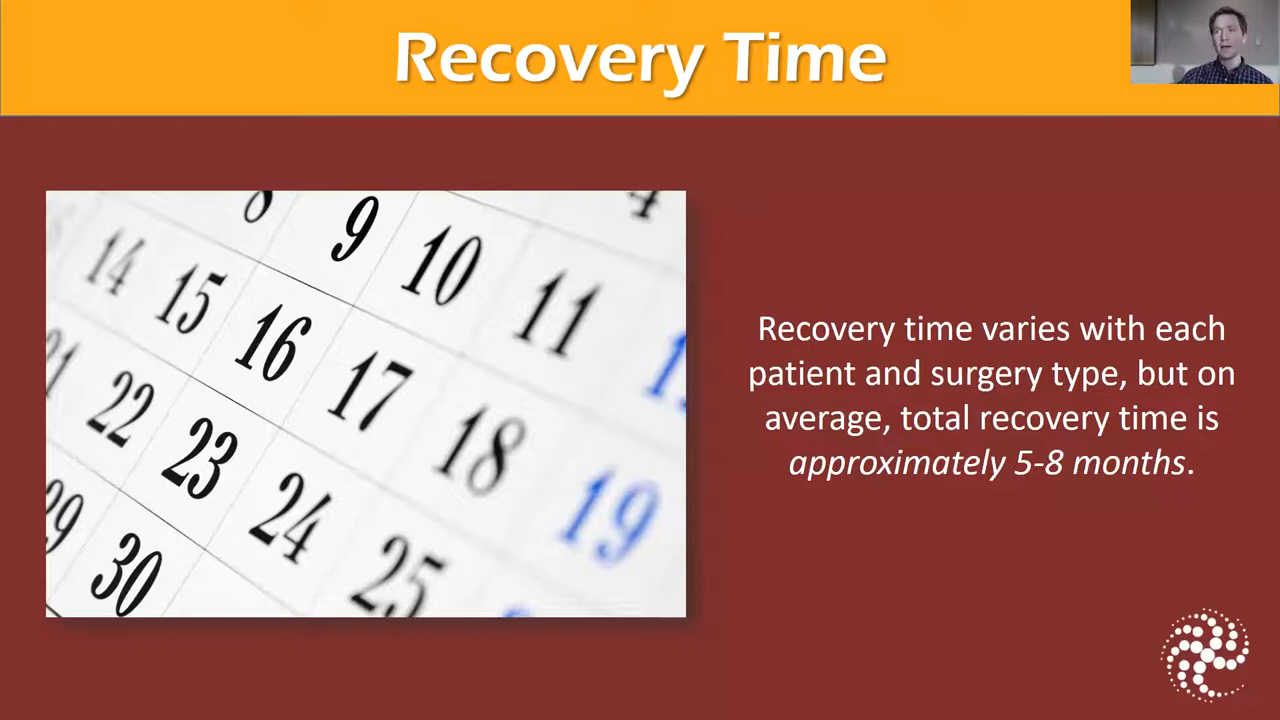 Recovery Time
8 9 10 11
14 15 16 17 18 19
22 23 24 25
30
Recovery time varies with each
patient and surgery type, but on
average, total recovery time is
approximately 5-8 months.